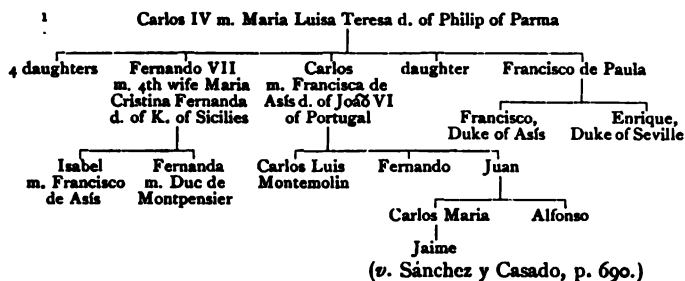 1
Carlos IV m. Maria Luisa Teresa d. of Philip of Parma
4 daughters Fernando VII Carlos daughter Francisco de Paula
m. 4th wife Maria m. Francisca de
Cristina Fernanda Asís d. of João VI Francisco, Enrique,
d. of K. of Sicilies of Portugal Duke of Asís Duke of Seville
Isabel Fernanda Carlos Luis Fernando Juan
m. Francisco m. Duc de Montemolin
de Asís Montpensier
Carlos Maria Alfonso
Jaime
(v. Sánchez y Casado, p. 690.)